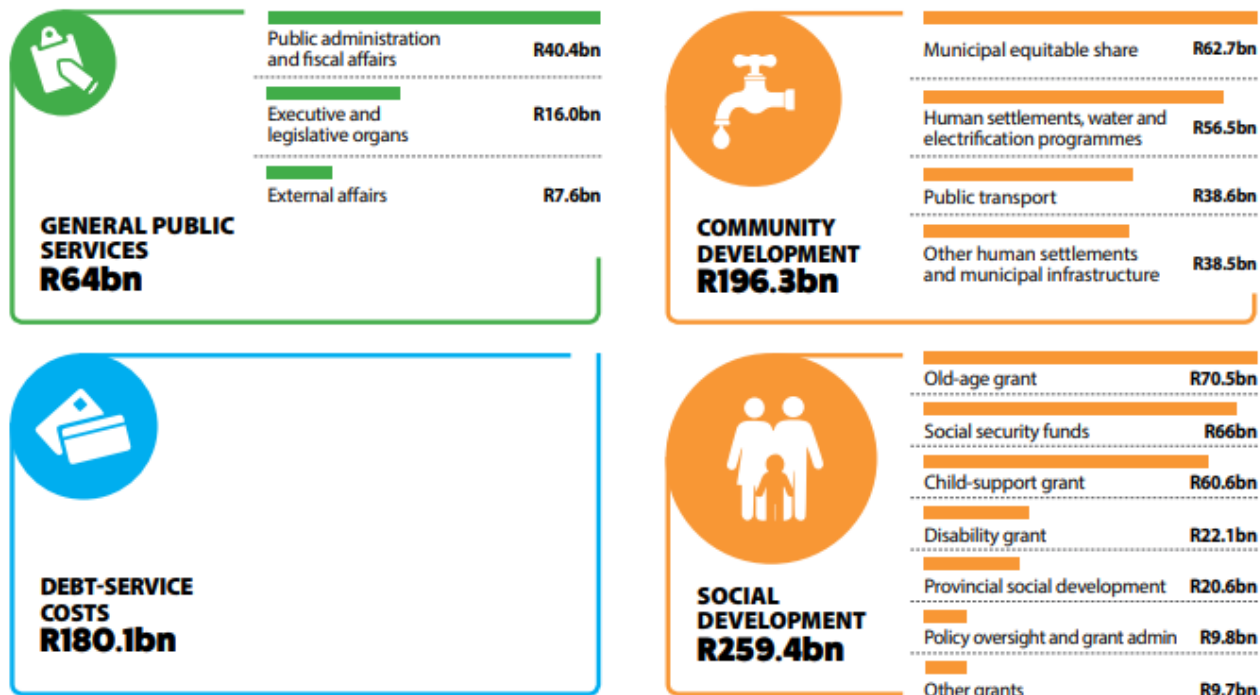 Public administration
and fiscal affairs R40.4bn
Executive and
legislative organs R16.0bn
External affairs R7.6bn
GENERAL PUBLIC
SERVICES
R64bn
Municipal equitable share R62.7bn
Human settlements, water and
electrification programmes R56.5bn
Public transport R38.6bn
Other human settlements
and municipal infrastructure R38.5bn
COMMUNITY
DEVELOPMENT
R196.3bn
DEBT-SERVICE
COSTS
R180.1bn
Old-age grant R70.5bn
Social security funds R66bn
Child-support grant R60.6bn
Disability grant R22.1bn
Provincial social development R20.6bn
Policy oversight and grant admin R9.8bn
Other grants R9.7bn
SOCIAL
DEVELOPMENT
R259.4bn